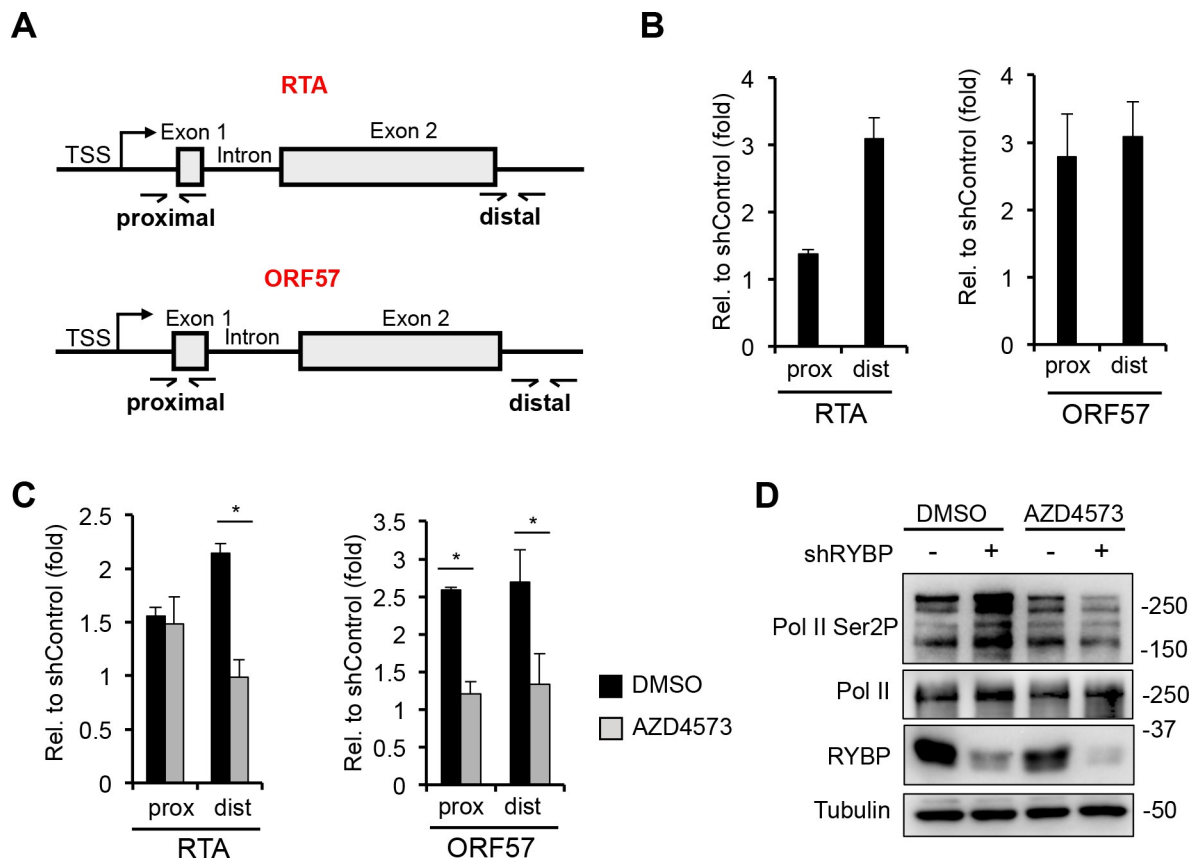 A
RTA
TSS
Exon 1
Intron
Exon 2
proximal
distal
ORF57
TSS
Exon 1
Intron
Exon 2
proximal
distal
B
Rel. to shControl (fold)
4
3
2
1
0
prox dist
RTA
Rel. to shControl (fold)
4
3
2
1
0
prox dist
ORF57
C
Rel. to shControl (fold)
2.5
2
1.5
1
0.5
0
*
prox dist
RTA
Rel. to shControl (fold)
3.5
3
2.5
2
1.5
1
0.5
0
*
*
prox dist
ORF57
DMSO
AZD4573
D
DMSO AZD4573
shRYBP - + - +
Pol II Ser2P
-250
-150
Pol II
-250
-37
RYBP
Tubulin
-50